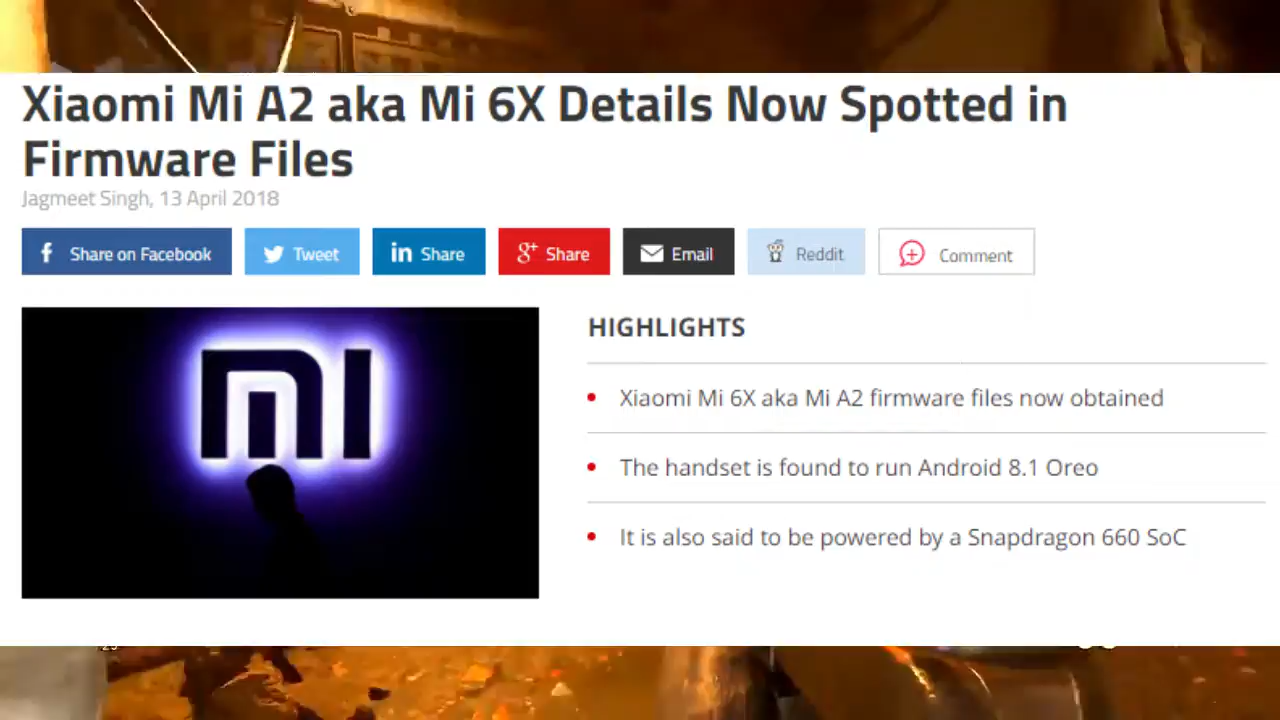 Xiaomi Mi A2 aka Mi 6X Details Now Spotted in
Firmware Files
Jagmeet Singh, 13 April 2018
Share on Facebook
Tweet
Share
Share
Email
Reddit
Comment
MI
HIGHLIGHTS
Xiaomi Mi 6X aka Mi A2 firmware files now obtained
The handset is found to run Android 8.1 Oreo
It is also said to be powered by a Snapdragon 660 SoC